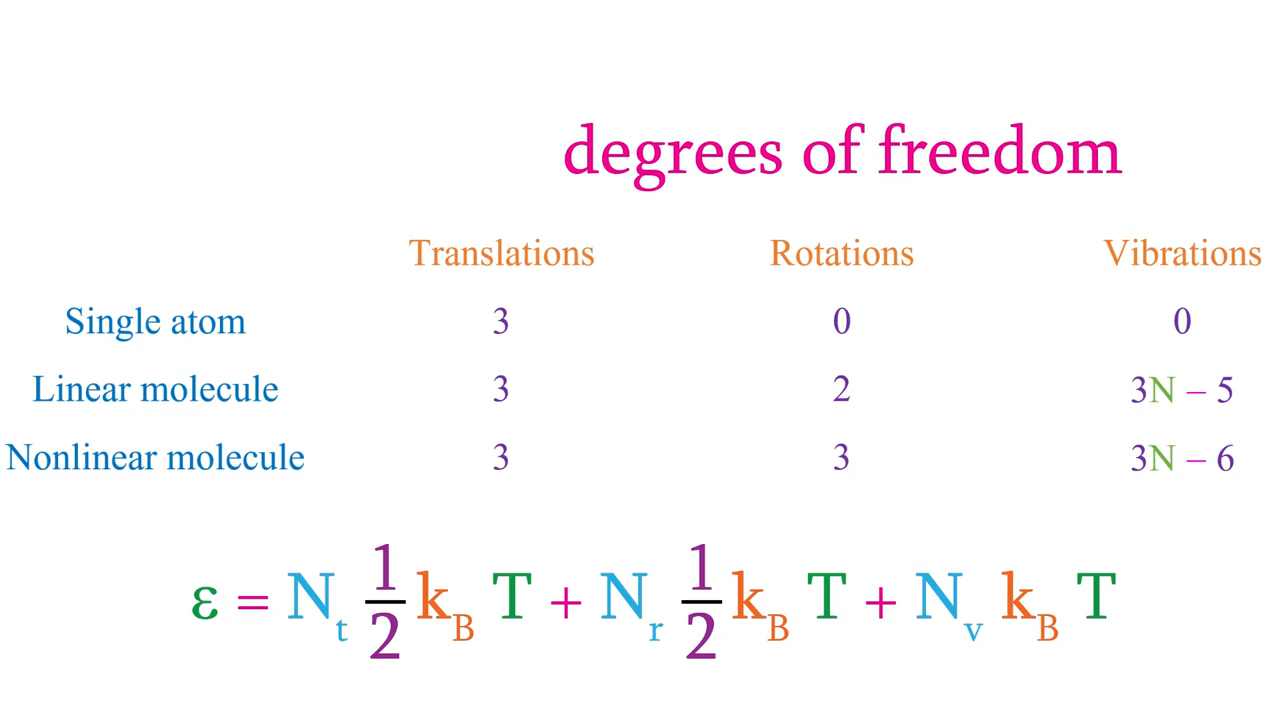 degrees of freedom
Translations Rotations Vibrations
Single atom 3 0 0
Linear molecule 3 2 3N – 5
Nonlinear molecule 3 3 3N – 6
ε = N_t 1/2 k_B T + N_r 1/2 k_B T + N_v k_B T